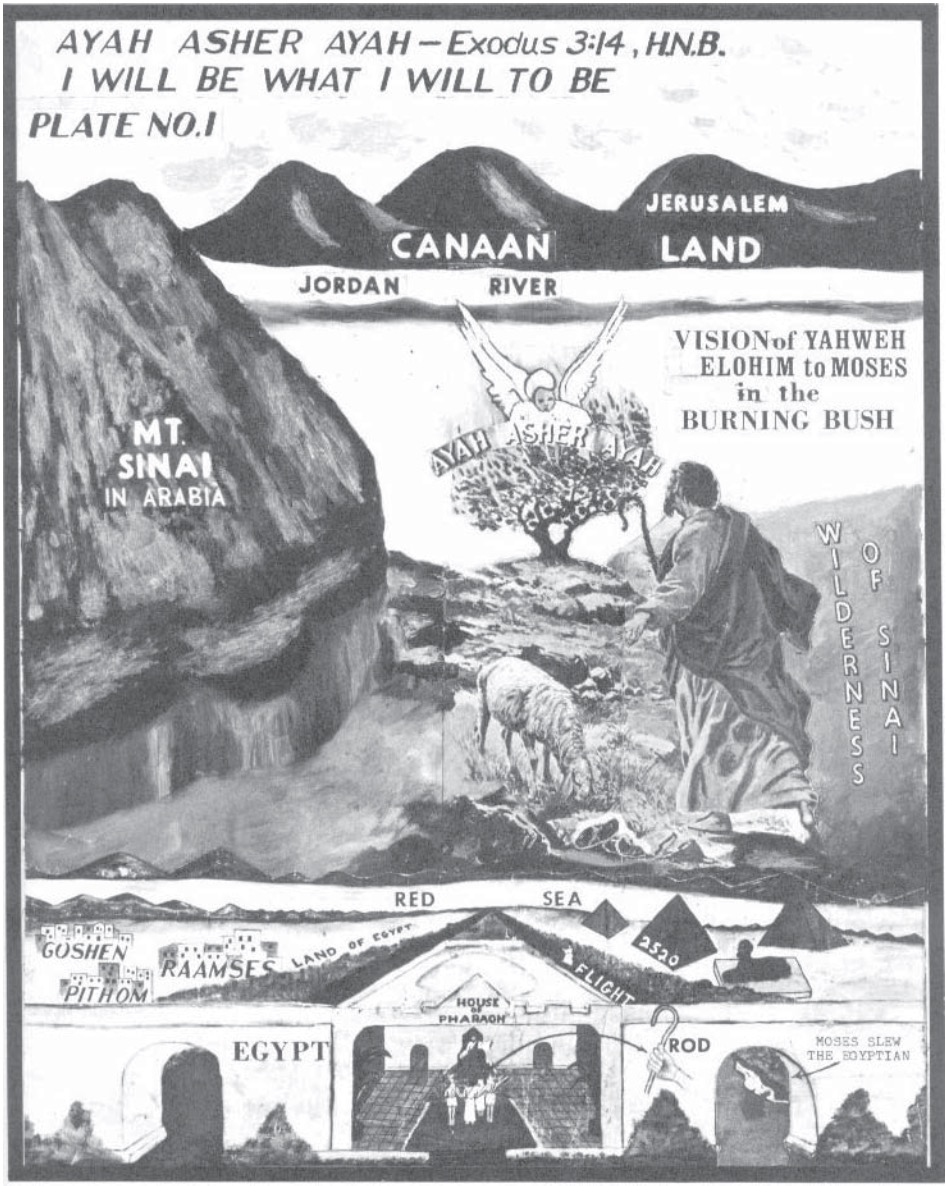 AYAH ASHER AYAH – Exodus 3:14, H.N.B.
I WILL BE WHAT I WILL TO BE
PLATE NO.1
JERUSALEM
CANAAN LAND
JORDAN RIVER
VISION of YAHWEH
ELOHIM to MOSES
in the
BURNING BUSH
AYAH ASHER AYAH
MT.
SINAI
IN ARABIA
WILDERNESS
OF SINAI
RED SEA
GOSHEN
RAAMSES
PITHOM
LAND OF EGYPT
2520
FLIGHT
HOUSE
OF
PHARAOH
EGYPT
ROD
MOSES SLEW
THE EGYPTIAN